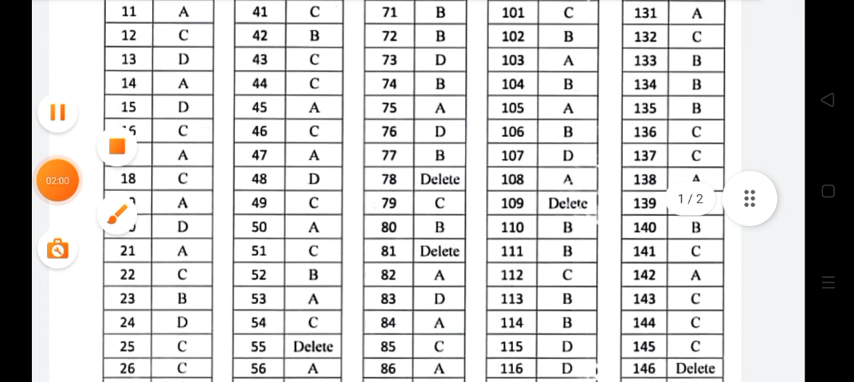 11 A 41 C 71 B 101 C 131 A
12 C 42 B 72 B 102 B 132 C
13 D 43 C 73 D 103 A 133 B
14 A 44 C 74 B 104 B 134 B
15 D 45 A 75 A 105 A 135 B
C 46 C 76 D 106 B 136 C
A 47 A 77 B 107 D 137 C
02:00
18 C 48 D 78 Delete 108 A 138 A
A 49 C 79 C 109 Delete 139
1 / 2
D 50 A 80 B 110 B 140 B
21 A 51 C 81 Delete 111 B 141 C
22 C 52 B 82 A 112 C 142 A
23 B 53 A 83 D 113 B 143 C
24 D 54 C 84 A 114 B 144 C
25 C 55 Delete 85 C 115 D 145 C
26 C 56 A 86 A 116 D 146 Delete